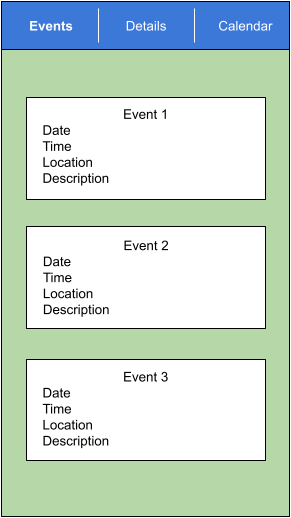 Events Details Calendar
Event 1
Date
Time
Location
Description
Event 2
Date
Time
Location
Description
Event 3
Date
Time
Location
Description